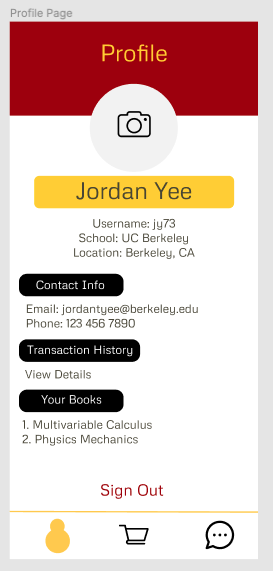 Profile Page
Profile
Jordan Yee
Username: jy73
School: UC Berkeley
Location: Berkeley, CA
Contact Info
Email: jordantyee@berkeley.edu
Phone: 123 456 7890
Transaction History
View Details
Your Books
1. Multivariable Calculus
2. Physics Mechanics
Sign Out